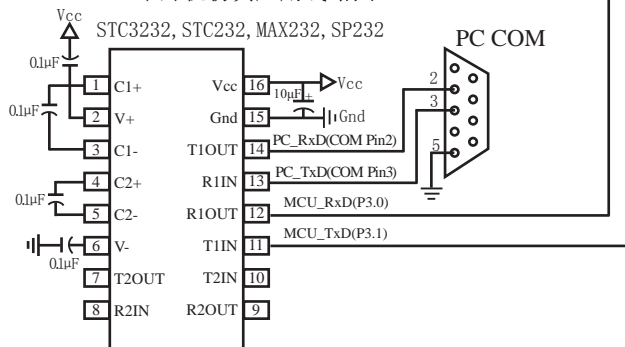 Vcc
STC3232, STC232, MAX232, SP232
PC COM
0.1μF
0.1μF
1 C1+ Vcc 16 Vcc
10μF +
2 V+ Gnd 15 Gnd
2
3
3 C1- T1OUT 14 PC_RxD(COM Pin2)
5
4 C2+ R1IN 13 PC_TxD(COM Pin3)
0.1μF
5 C2- R1OUT 12 MCU_RxD(P3.0)
6 V- T1IN 11 MCU_TxD(P3.1)
0.1μF
7 T2OUT T2IN 10
8 R2IN R2OUT 9